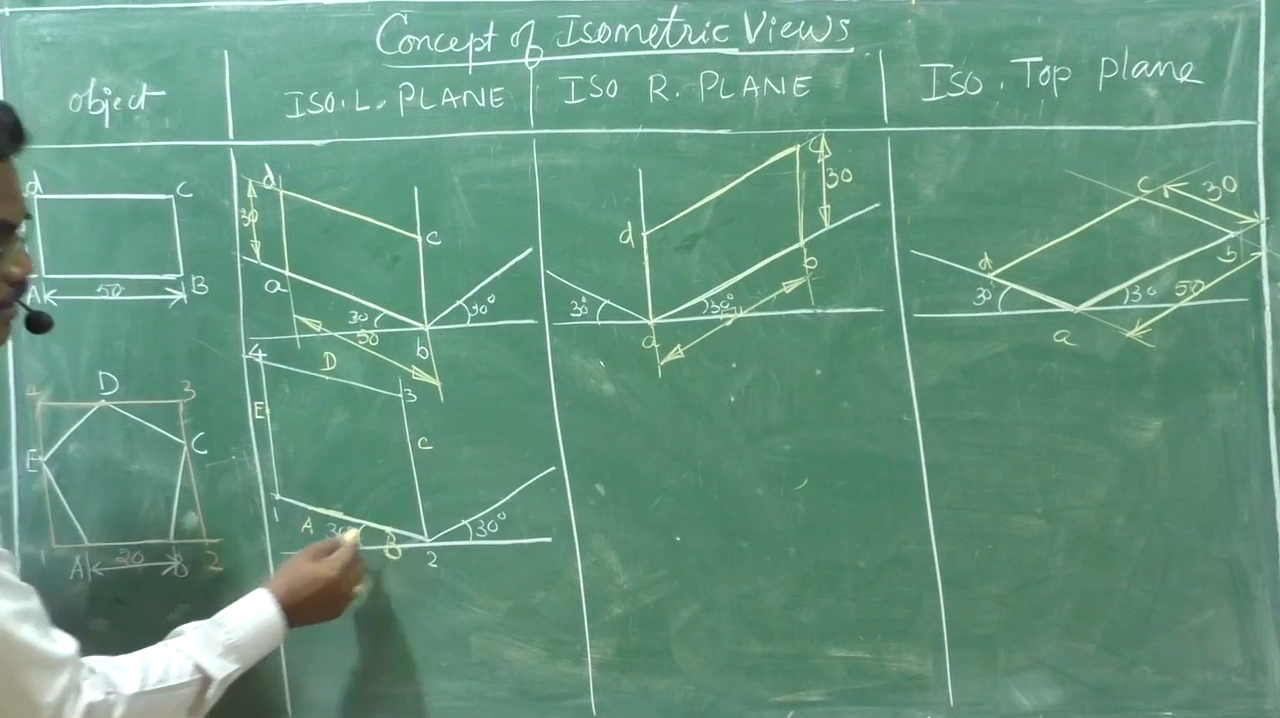 Concept of Isometric Views
object
ISO.L. PLANE
ISO R. PLANE
ISO. Top plane
d C
A 50 B
d
30
c
a
30 30°
50
b
C
30
d
b
30° 30°
a
c 30
d
b
30 30 50
a
4 D 3
E C
1 A 20 B 2
4 D 3
E
C
1 A 30 B 30°
2